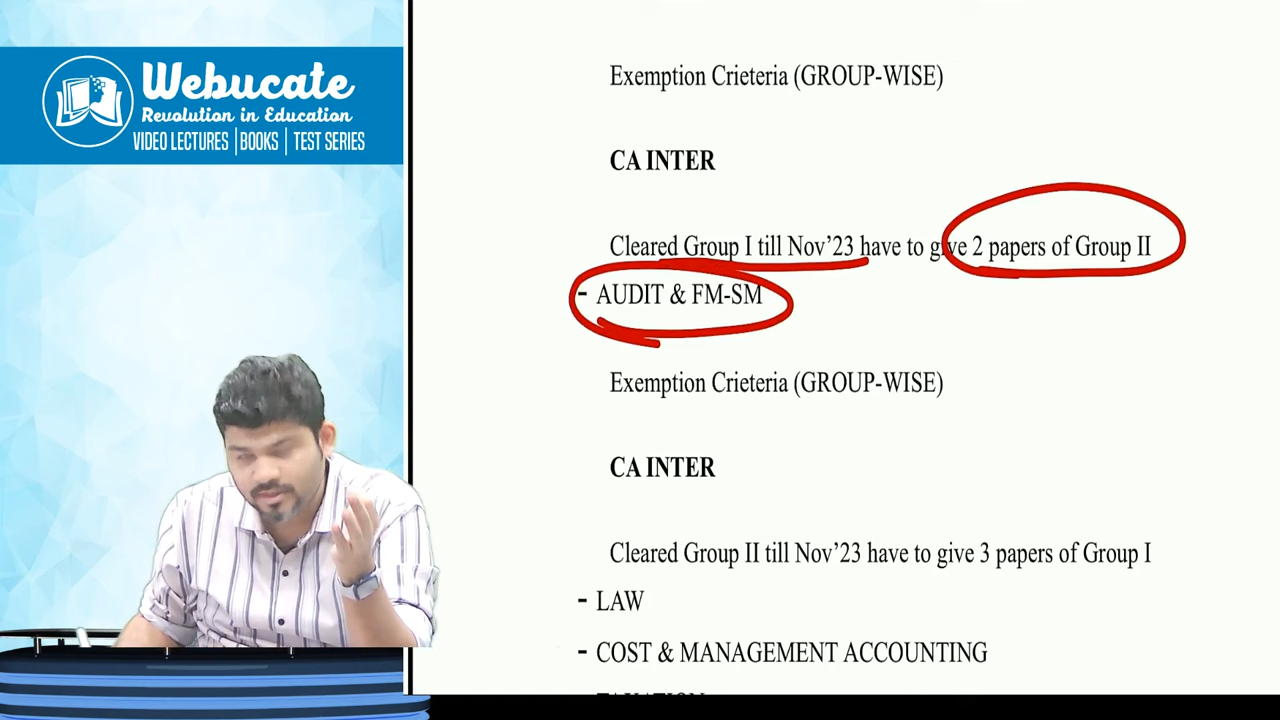 Webucate
Revolution in Education
VIDEO LECTURES | BOOKS | TEST SERIES
Exemption Crieteria (GROUP-WISE)
CA INTER
Cleared Group I till Nov’23 have to give 2 papers of Group II
- AUDIT & FM-SM
Exemption Crieteria (GROUP-WISE)
CA INTER
Cleared Group II till Nov’23 have to give 3 papers of Group I
- LAW
- COST & MANAGEMENT ACCOUNTING